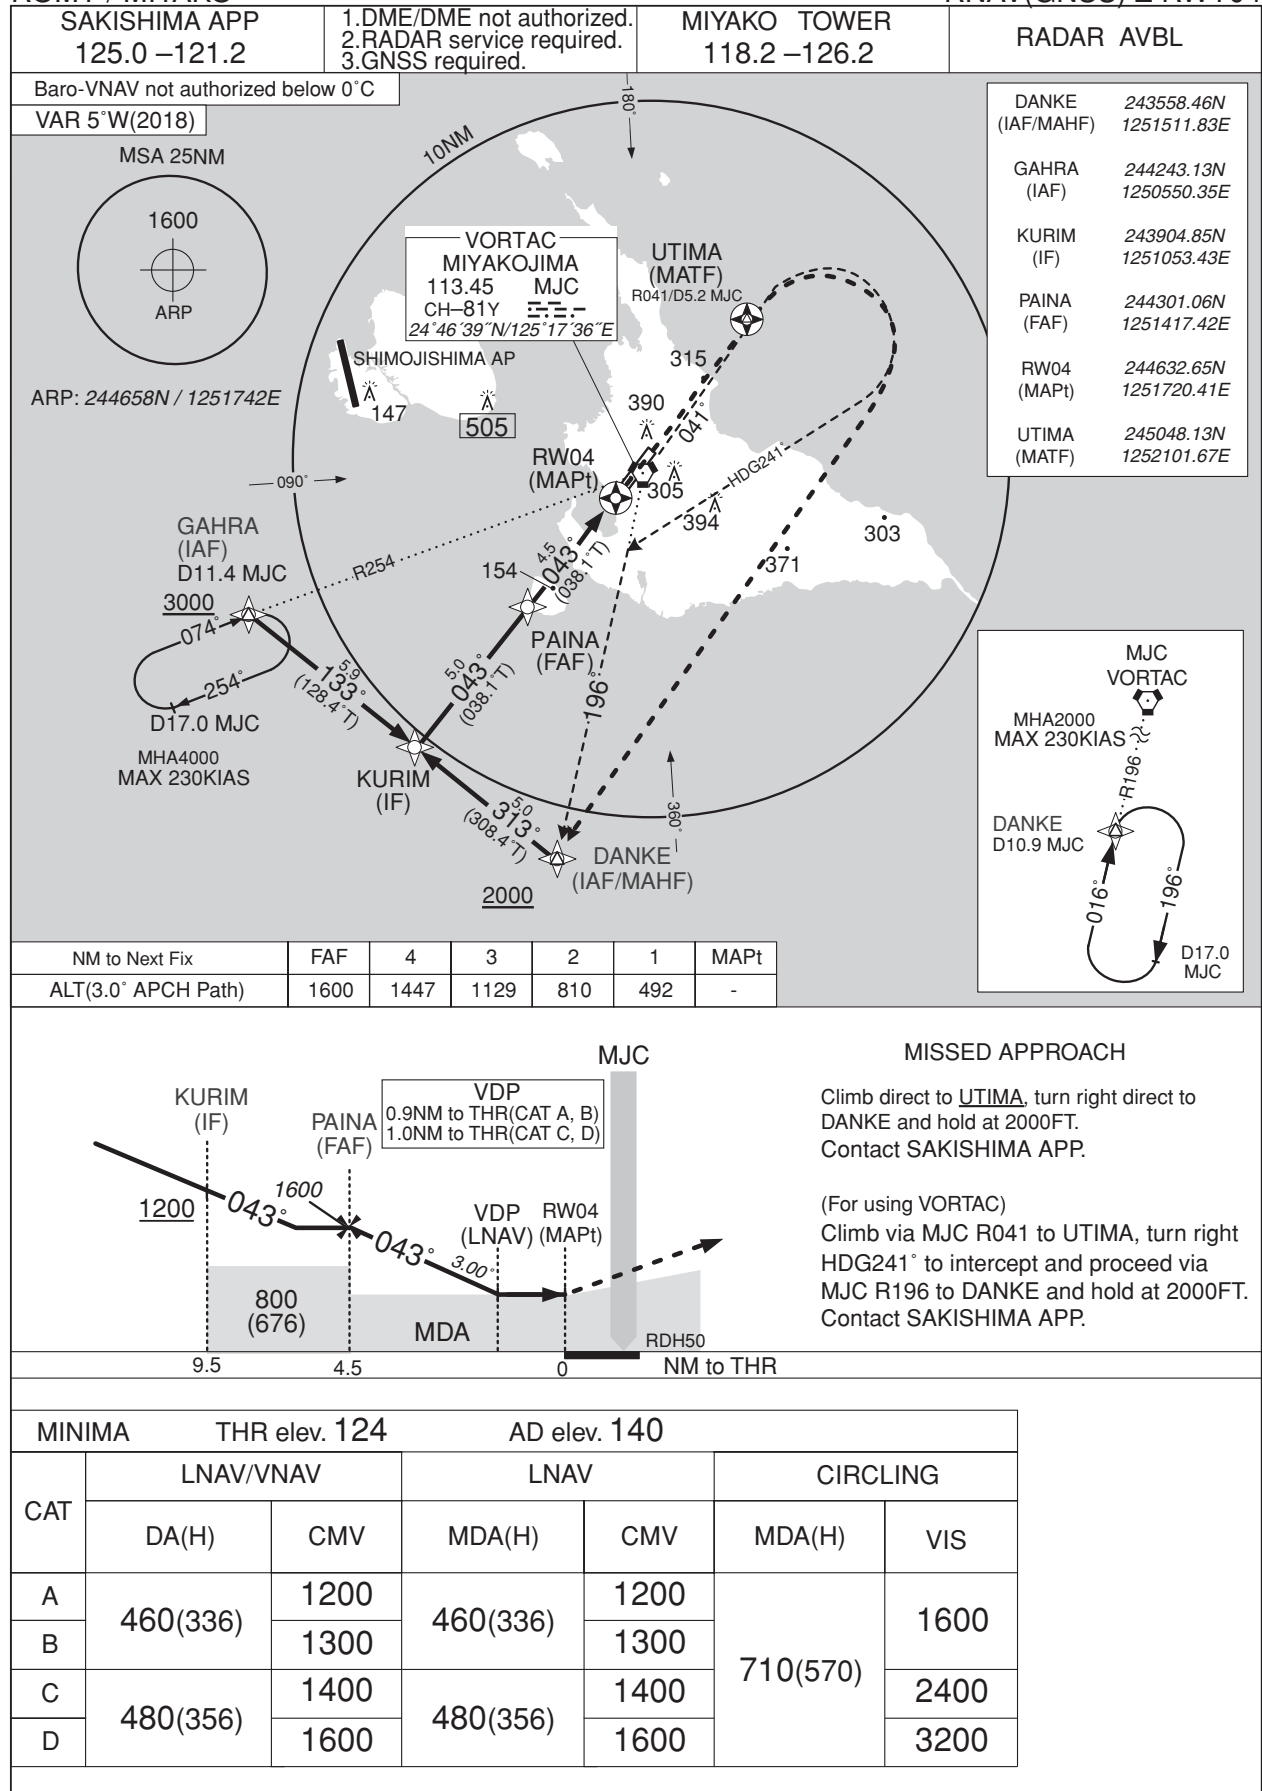 SAKISHIMA APP
125.0 –121.2
1.DME/DME not authorized.
2.RADAR service required.
3.GNSS required.
MIYAKO TOWER
118.2 –126.2
RADAR AVBL
Baro-VNAV not authorized below 0˚C
VAR 5˚W(2018)
MSA 25NM
1600
ARP
ARP: 244658N / 1251742E
10NM
180˚
090˚
360˚
VORTAC
MIYAKOJIMA
113.45 MJC
CH–81Y
24˚46´39˝N/125˚17´36˝E
UTIMA
(MATF)
R041/D5.2 MJC
SHIMOJISHIMA AP
147
505
315
390
041˚
RW04
(MAPt)
305
HDG241˚
394
303
371
GAHRA
(IAF)
D11.4 MJC
3000
R254
074˚
254˚
D17.0 MJC
MHA4000
MAX 230KIAS
5.9
133˚
(128.4˚T)
154
4.5
043˚
(038.1˚T)
PAINA
(FAF)
5.0
043˚
(038.1˚T)
196˚
KURIM
(IF)
5.0
313˚
(308.4˚T)
DANKE
(IAF/MAHF)
2000
DANKE 243558.46N
(IAF/MAHF) 1251511.83E
GAHRA 244243.13N
(IAF) 1250550.35E
KURIM 243904.85N
(IF) 1251053.43E
PAINA 244301.06N
(FAF) 1251417.42E
RW04 244632.65N
(MAPt) 1251720.41E
UTIMA 245048.13N
(MATF) 1252101.67E
MJC
VORTAC
MHA2000
MAX 230KIAS
R196
DANKE
D10.9 MJC
016˚
196˚
D17.0
MJC
NM to Next Fix FAF 4 3 2 1 MAPt
ALT(3.0˚ APCH Path) 1600 1447 1129 810 492 -
MJC
KURIM
(IF)
PAINA
(FAF)
VDP
0.9NM to THR(CAT A, B)
1.0NM to THR(CAT C, D)
1200
043˚
1600
043˚
3.00˚
VDP
(LNAV)
RW04
(MAPt)
800
(676)
MDA
RDH50
9.5 4.5 0 NM to THR
MISSED APPROACH
Climb direct to UTIMA, turn right direct to
DANKE and hold at 2000FT.
Contact SAKISHIMA APP.
(For using VORTAC)
Climb via MJC R041 to UTIMA, turn right
HDG241˚ to intercept and proceed via
MJC R196 to DANKE and hold at 2000FT.
Contact SAKISHIMA APP.
MINIMA THR elev. 124 AD elev. 140
CAT LNAV/VNAV LNAV CIRCLING
DA(H) CMV MDA(H) CMV MDA(H) VIS
A 460(336) 1200 460(336) 1200 710(570) 1600
B 1300 1300
C 480(356) 1400 480(356) 1400 2400
D 1600 1600 3200